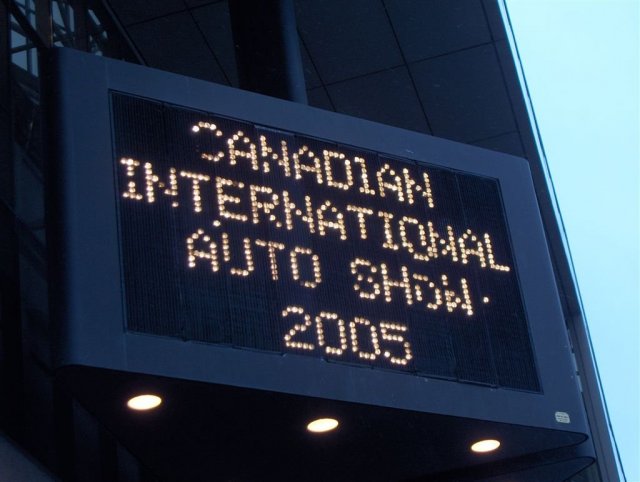 CANADIAN
INTERNATIONAL
AUTO SHOW
2005